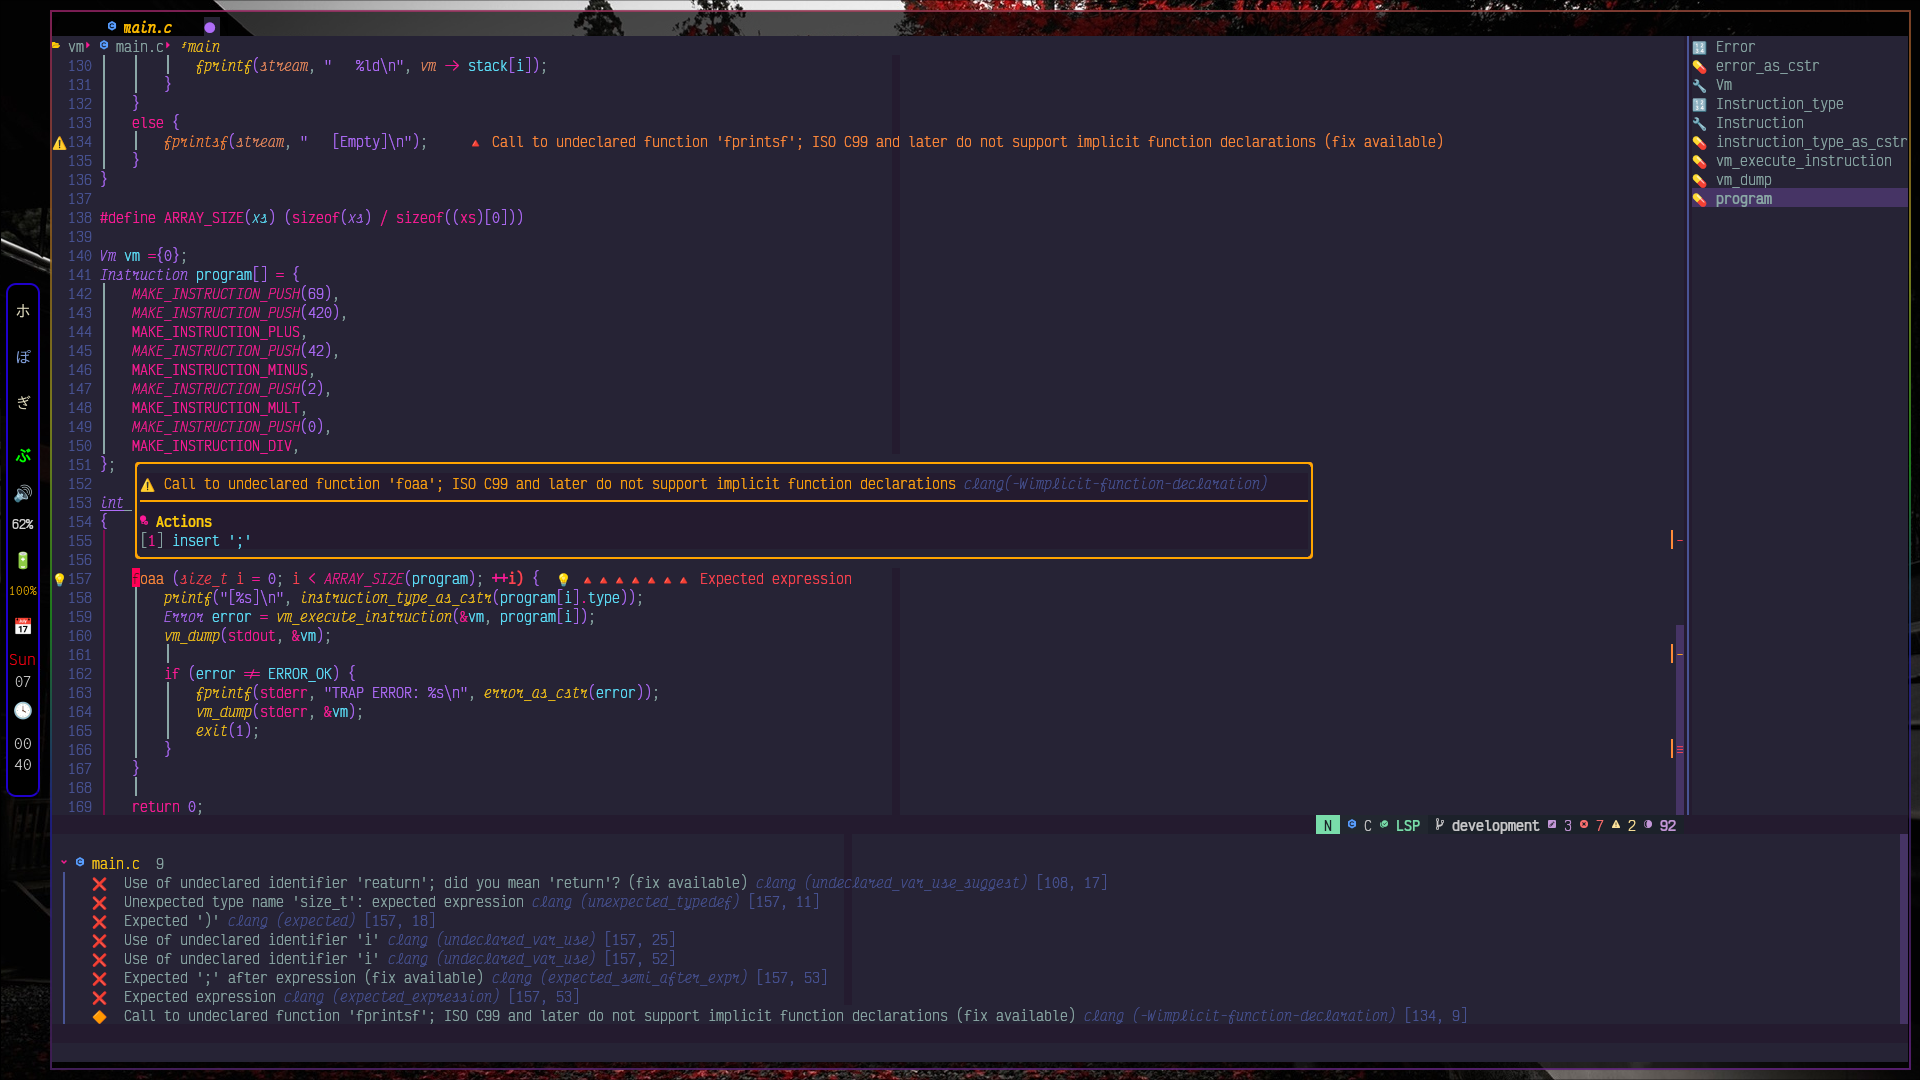 main.c
vm main.c main
130 fprintf(stream, "   %ld\n", vm -> stack[i]);
131 }
132 }
133 else {
134 fprintsf(stream, "   [Empty]\n"); Call to undeclared function 'fprintsf'; ISO C99 and later do not support implicit function declarations (fix available)
135 }
136 }
137
138 #define ARRAY_SIZE(xs) (sizeof(xs) / sizeof((xs)[0]))
139
140 Vm vm ={0};
141 Instruction program[] = {
142 MAKE_INSTRUCTION_PUSH(69),
143 MAKE_INSTRUCTION_PUSH(420),
144 MAKE_INSTRUCTION_PLUS,
145 MAKE_INSTRUCTION_PUSH(42),
146 MAKE_INSTRUCTION_MINUS,
147 MAKE_INSTRUCTION_PUSH(2),
148 MAKE_INSTRUCTION_MULT,
149 MAKE_INSTRUCTION_PUSH(0),
150 MAKE_INSTRUCTION_DIV,
151 };
152
153 int
154 {
155
156
Call to undeclared function 'foaa'; ISO C99 and later do not support implicit function declarations clang(-Wimplicit-function-declaration)
Actions
[1] insert ';'
157 foaa (size_t i = 0; i < ARRAY_SIZE(program); ++i) { Expected expression
158 printf("[%s]\n", instruction_type_as_cstr(program[i].type));
159 Error error = vm_execute_instruction(&vm, program[i]);
160 vm_dump(stdout, &vm);
161
162 if (error != ERROR_OK) {
163 fprintf(stderr, "TRAP ERROR: %s\n", error_as_cstr(error));
164 vm_dump(stderr, &vm);
165 exit(1);
166 }
167 }
168
169 return 0;
Error
error_as_cstr
Vm
Instruction_type
Instruction
instruction_type_as_cstr
vm_execute_instruction
vm_dump
program
ホ
ぽ
ぎ
ぷ
62%
100%
17
Sun
07
00
40
N C LSP development 3 7 2 92
main.c 9
Use of undeclared identifier 'reaturn'; did you mean 'return'? (fix available) clang (undeclared_var_use_suggest) [108, 17]
Unexpected type name 'size_t': expected expression clang (unexpected_typedef) [157, 11]
Expected ')' clang (expected) [157, 18]
Use of undeclared identifier 'i' clang (undeclared_var_use) [157, 25]
Use of undeclared identifier 'i' clang (undeclared_var_use) [157, 52]
Expected ';' after expression (fix available) clang (expected_semi_after_expr) [157, 53]
Expected expression clang (expected_expression) [157, 53]
Call to undeclared function 'fprintsf'; ISO C99 and later do not support implicit function declarations (fix available) clang (-Wimplicit-function-declaration) [134, 9]